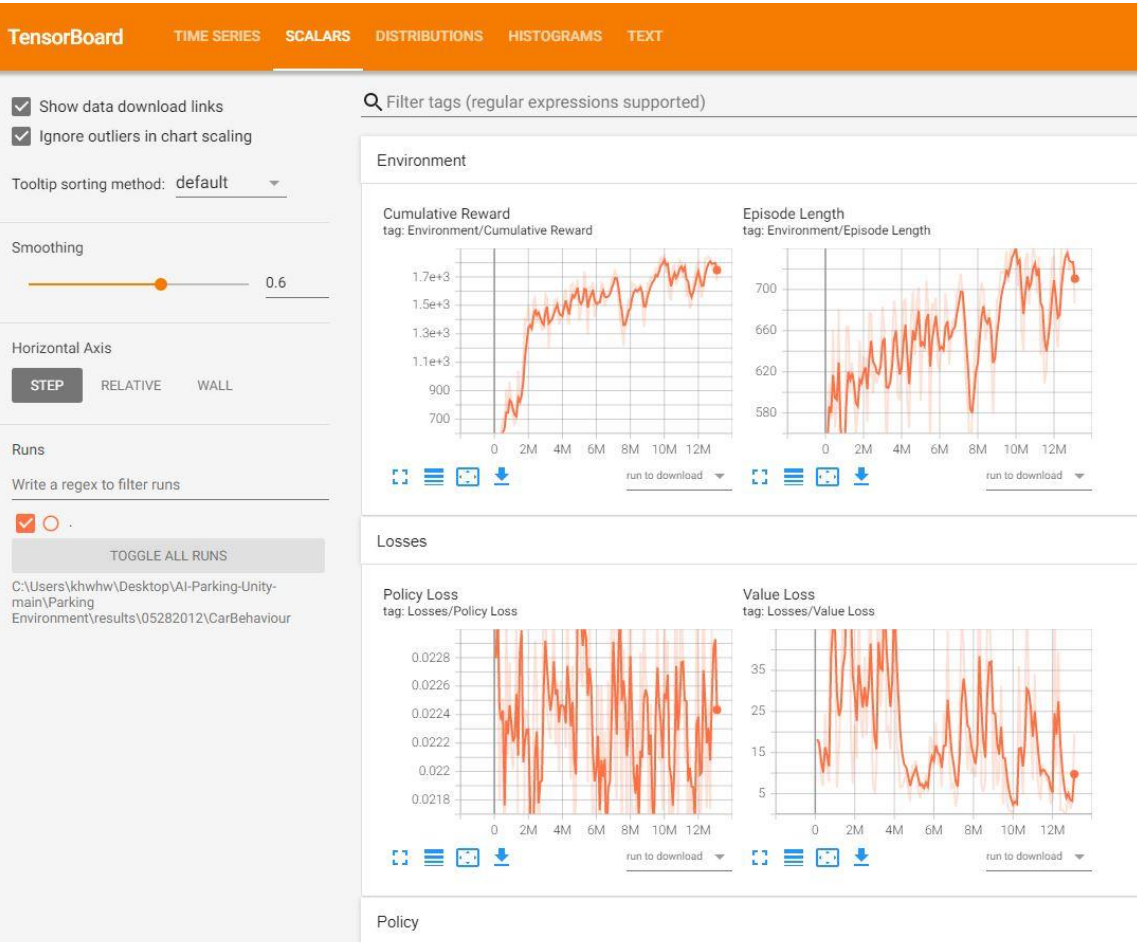 TensorBoard TIME SERIES SCALARS DISTRIBUTIONS HISTOGRAMS TEXT
Show data download links
Ignore outliers in chart scaling
Tooltip sorting method: default
Smoothing
0.6
Horizontal Axis
STEP RELATIVE WALL
Runs
Write a regex to filter runs
.
TOGGLE ALL RUNS
C:\Users\khwhw\Desktop\AI-Parking-Unity-
main\Parking
Environment\results\05282012\CarBehaviour
Filter tags (regular expressions supported)
Environment
Cumulative Reward
tag: Environment/Cumulative Reward
1.7e+3
1.5e+3
1.3e+3
1.1e+3
900
700
0 2M 4M 6M 8M 10M 12M
run to download
Episode Length
tag: Environment/Episode Length
700
660
620
580
0 2M 4M 6M 8M 10M 12M
run to download
Losses
Policy Loss
tag: Losses/Policy Loss
0.0228
0.0226
0.0224
0.0222
0.022
0.0218
0 2M 4M 6M 8M 10M 12M
run to download
Value Loss
tag: Losses/Value Loss
35
25
15
5
0 2M 4M 6M 8M 10M 12M
run to download
Policy